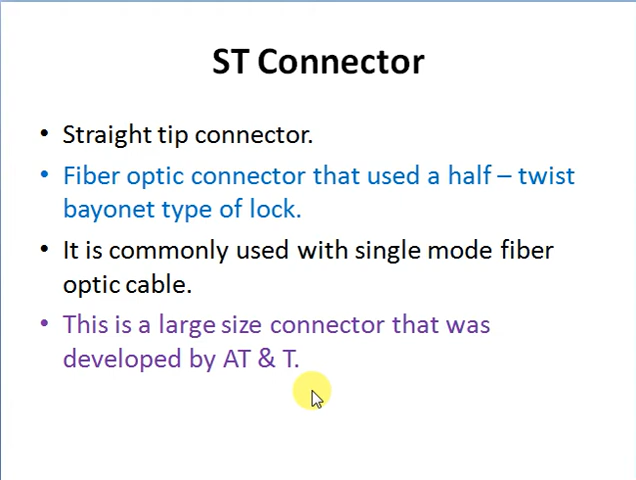 ST Connector
• Straight tip connector.
• Fiber optic connector that used a half – twist
bayonet type of lock.
• It is commonly used with single mode fiber
optic cable.
• This is a large size connector that was
developed by AT & T.